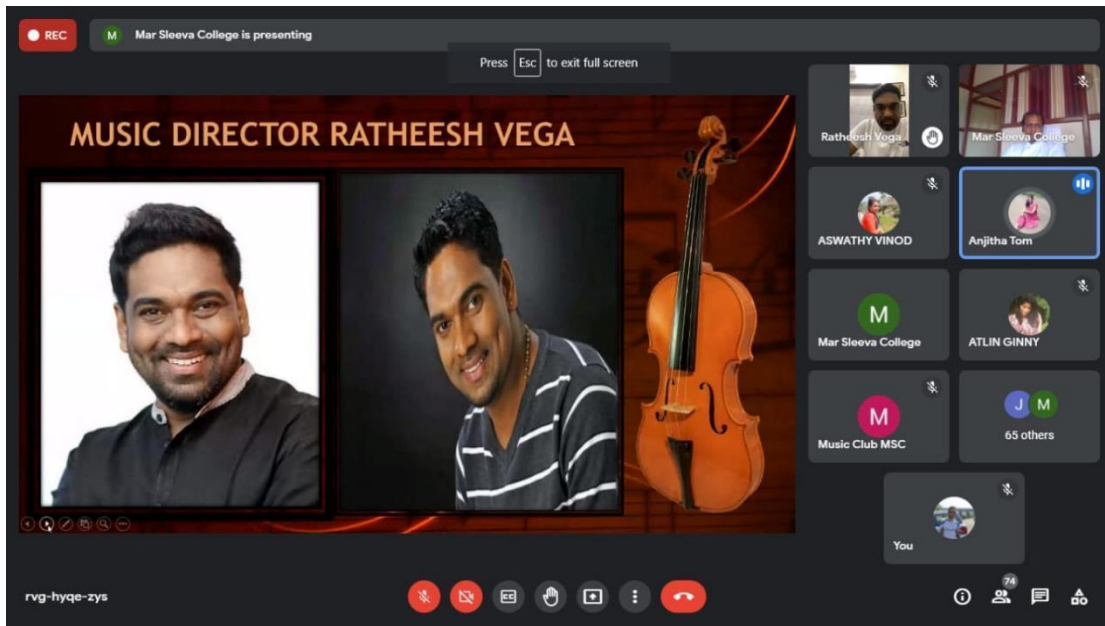 REC
M
Mar Sleeva College is presenting
Press Esc to exit full screen
MUSIC DIRECTOR RATHEESH VEGA
Ratheesh Vega
Mar Sleeva College
ASWATHY VINOD
Anjitha Tom
M
Mar Sleeva College
ATLIN GINNY
M
Music Club MSC
J M
65 others
You
rvg-hyqe-zys
CC
74